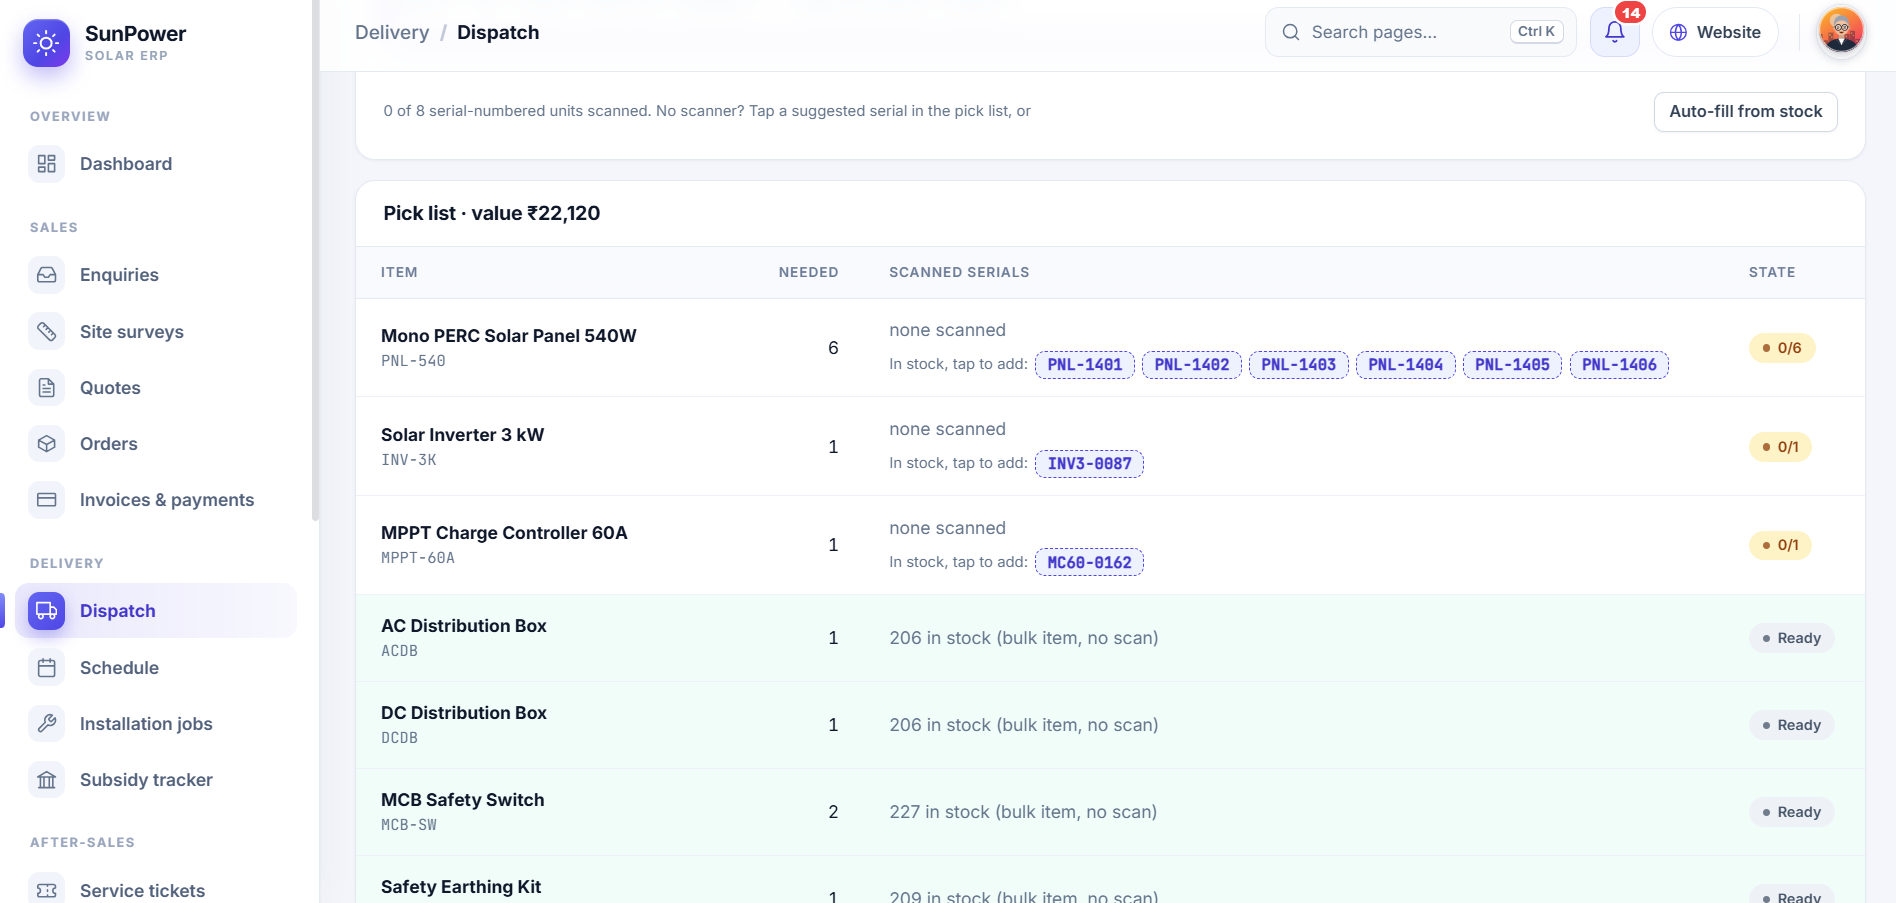 SunPower
SOLAR ERP
OVERVIEW
Dashboard
SALES
Enquiries
Site surveys
Quotes
Orders
Invoices & payments
DELIVERY
Dispatch
Schedule
Installation jobs
Subsidy tracker
AFTER-SALES
Service tickets
Delivery / Dispatch
Search pages... Ctrl K
14
Website
0 of 8 serial-numbered units scanned. No scanner? Tap a suggested serial in the pick list, or
Auto-fill from stock
Pick list · value ₹22,120
ITEM NEEDED SCANNED SERIALS STATE
Mono PERC Solar Panel 540W
PNL-540
6
none scanned
In stock, tap to add: PNL-1401 PNL-1402 PNL-1403 PNL-1404 PNL-1405 PNL-1406
0/6
Solar Inverter 3 kW
INV-3K
1
none scanned
In stock, tap to add: INV3-0087
0/1
MPPT Charge Controller 60A
MPPT-60A
1
none scanned
In stock, tap to add: MC60-0162
0/1
AC Distribution Box
ACDB
1
206 in stock (bulk item, no scan)
Ready
DC Distribution Box
DCDB
1
206 in stock (bulk item, no scan)
Ready
MCB Safety Switch
MCB-SW
2
227 in stock (bulk item, no scan)
Ready
Safety Earthing Kit
1
209 in stock (bulk item, no scan)
Ready